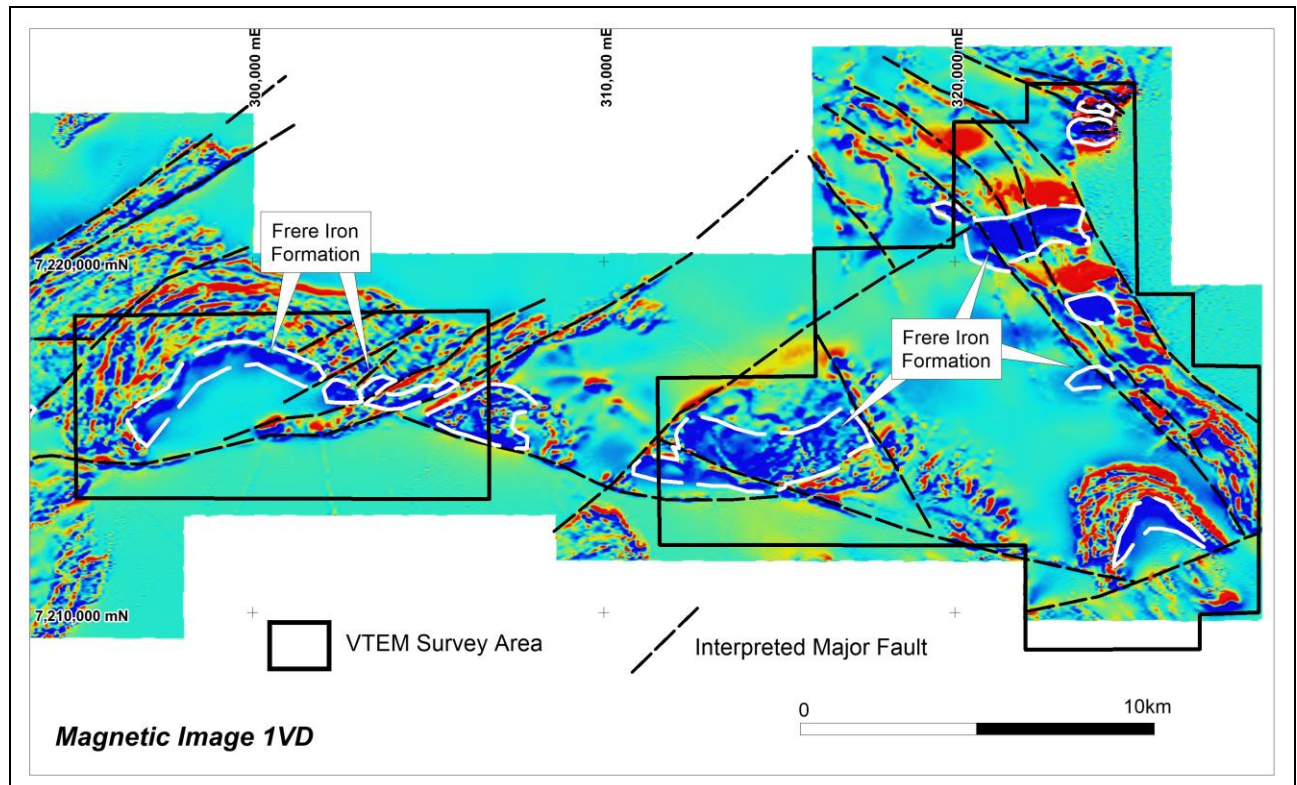 300,000 mE
310,000 mE
320,000 mE
Frere Iron
Formation
7,220,000 mN
Frere Iron
Formation
7,210,000 mN
VTEM Survey Area
Interpreted Major Fault
0
10km
Magnetic Image 1VD